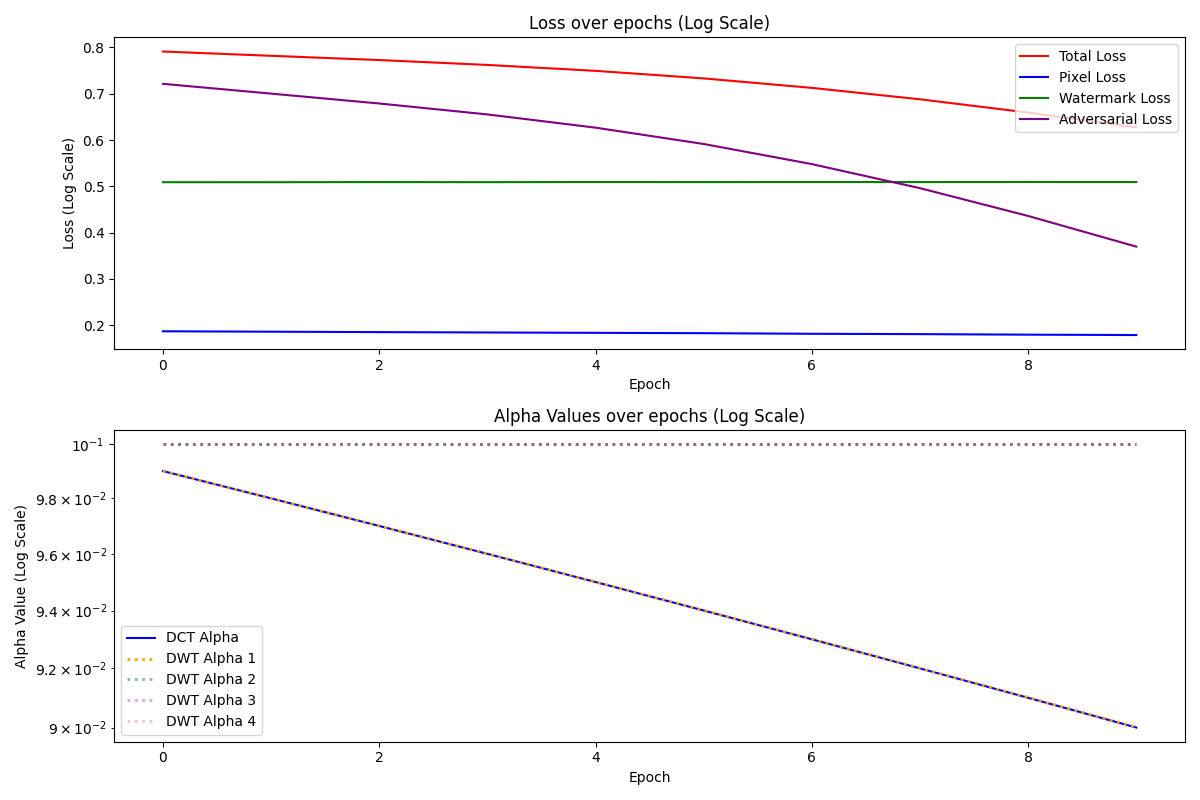 Loss over epochs (Log Scale)
Loss (Log Scale)
0.8
0.7
0.6
0.5
0.4
0.3
0.2
Total Loss
Pixel Loss
Watermark Loss
Adversarial Loss
0 2 4 6 8
Epoch
Alpha Values over epochs (Log Scale)
Alpha Value (Log Scale)
10⁻¹
9.8 × 10⁻²
9.6 × 10⁻²
9.4 × 10⁻²
9.2 × 10⁻²
9 × 10⁻²
DCT Alpha
DWT Alpha 1
DWT Alpha 2
DWT Alpha 3
DWT Alpha 4
0 2 4 6 8
Epoch